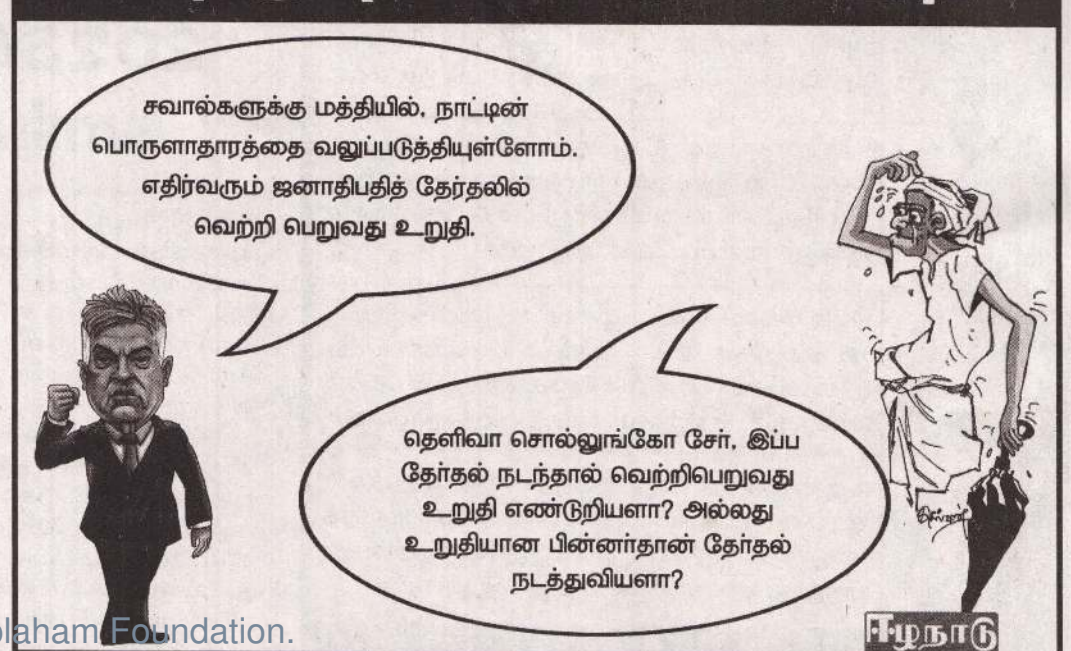 சவால்களுக்கு மத்தியில், நாட்டின்
பொருளாதாரத்தை வலுப்படுத்தியுள்ளோம்.
எதிர்வரும் ஜனாதிபதித் தேர்தலில்
வெற்றி பெறுவது உறுதி.
தெளிவா சொல்லுங்கோ சேர், இப்ப
தேர்தல் நடந்தால் வெற்றிபெறுவது
உறுதி எண்டுறியளா? அல்லது
உறுதியான பின்னர்தான் தேர்தல்
நடத்துவியளா?
ஈழநாடு
laham Foundation.